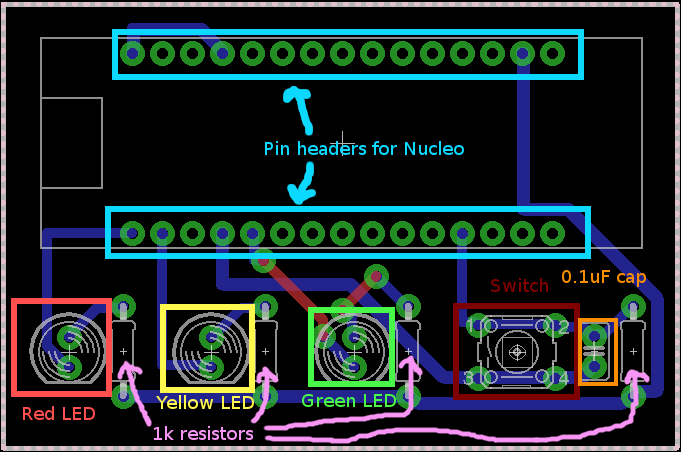 Pin headers for Nucleo
0.1uF cap
Switch
1 2
3 4
Green LED
Yellow LED
Red LED
1k resistors